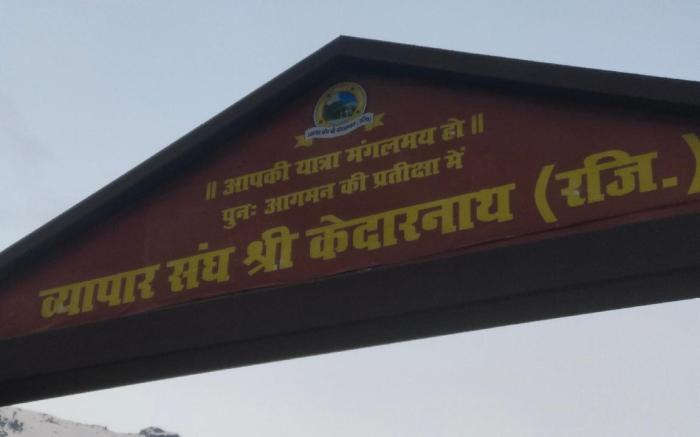 ॥ आपकी यात्रा मंगलमय हो ॥
पुनः आगमन की प्रतीक्षा में
व्यापार संघ श्री केदारनाथ (रजि.)